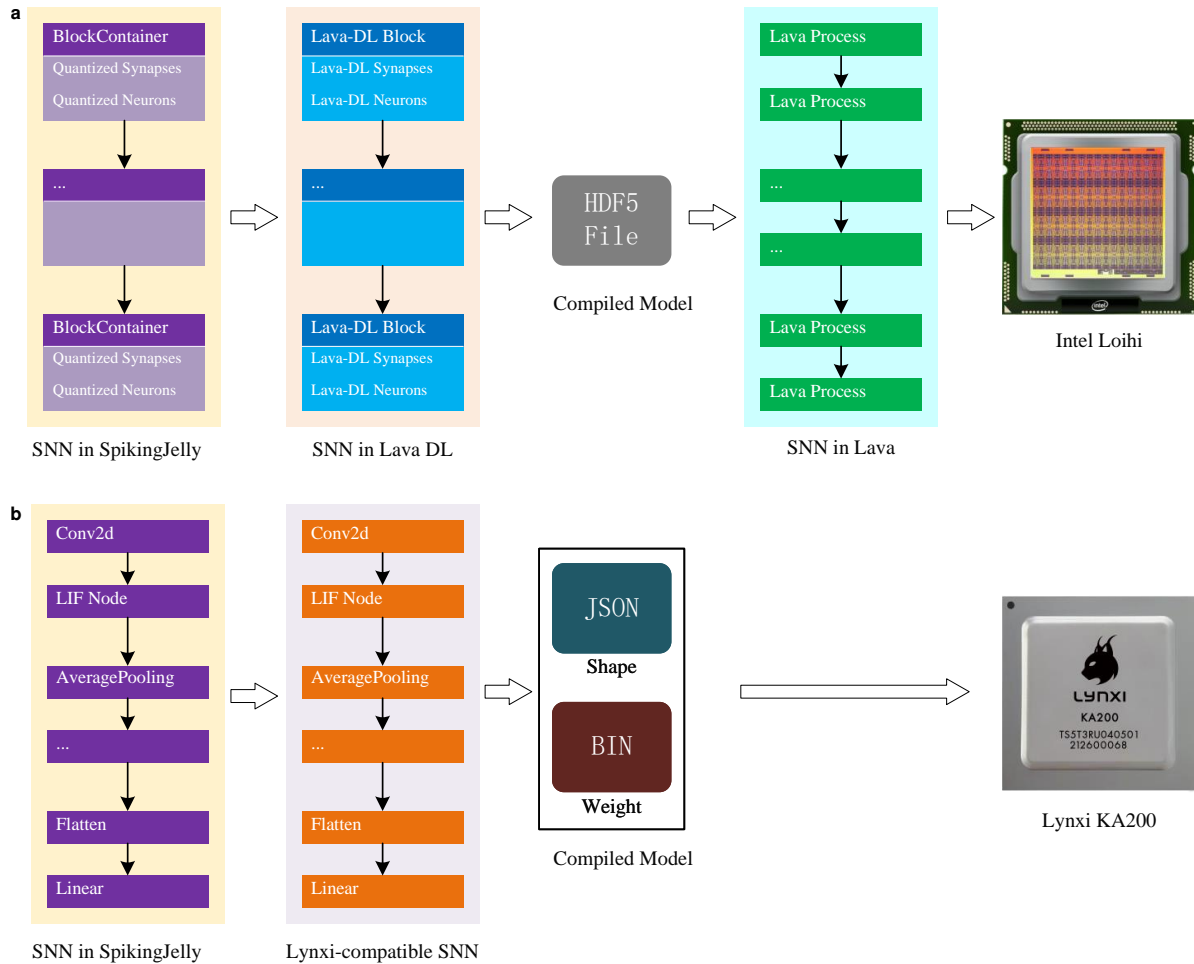 a
BlockContainer
Quantized Synapses
Quantized Neurons
...
BlockContainer
Quantized Synapses
Quantized Neurons
SNN in SpikingJelly
Lava-DL Block
Lava-DL Synapses
Lava-DL Neurons
...
Lava-DL Block
Lava-DL Synapses
Lava-DL Neurons
SNN in Lava DL
HDF5
File
Compiled Model
Lava Process
Lava Process
...
...
Lava Process
Lava Process
SNN in Lava
intel
Intel Loihi
b
Conv2d
LIF Node
AveragePooling
...
Flatten
Linear
SNN in SpikingJelly
Conv2d
LIF Node
AveragePooling
...
Flatten
Linear
Lynxi-compatible SNN
JSON
Shape
BIN
Weight
Compiled Model
LYNXI
KA200
TS5T3RU040501
212600068
Lynxi KA200